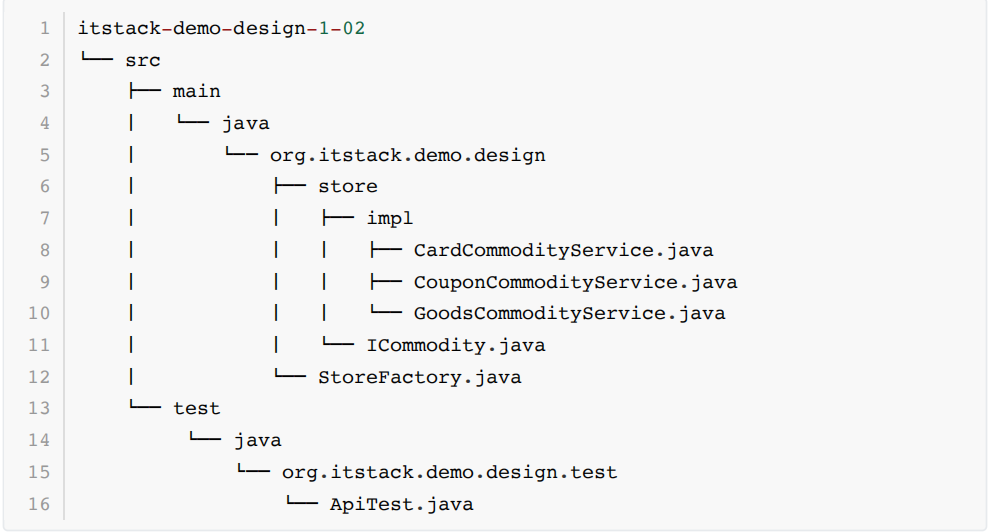 1 itstack-demo-design-1-02
2 └── src
3     ├── main
4     │   └── java
5     │       └── org.itstack.demo.design
6     │           ├── store
7     │           │   ├── impl
8     │           │   │   ├── CardCommodityService.java
9     │           │   │   ├── CouponCommodityService.java
10     │           │   │   └── GoodsCommodityService.java
11     │           │   └── ICommodity.java
12     │           └── StoreFactory.java
13     └── test
14          └── java
15              └── org.itstack.demo.design.test
16                  └── ApiTest.java